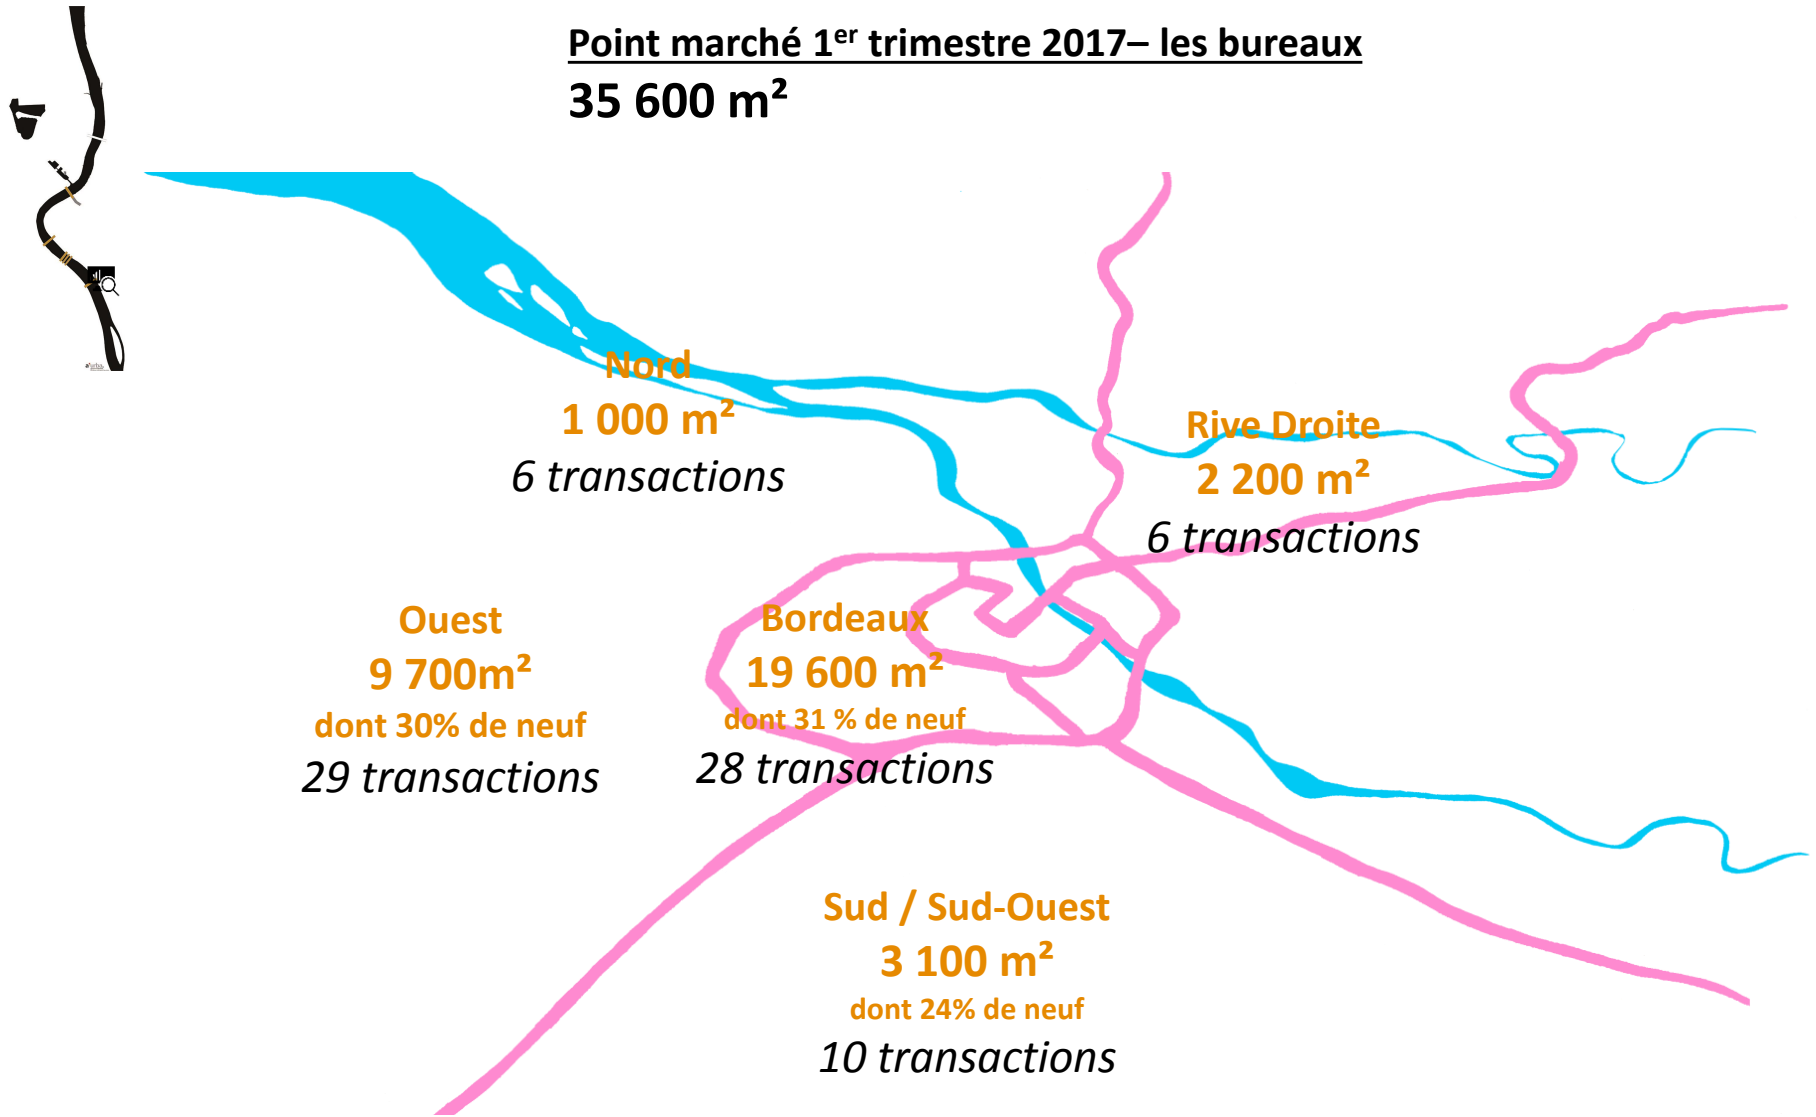 Point marché 1er trimestre 2017– les bureaux
35 600 m²
Nord
1 000 m²
6 transactions
Rive Droite
2 200 m²
6 transactions
Ouest
9 700m²
dont 30% de neuf
29 transactions
Bordeaux
19 600 m²
dont 31 % de neuf
28 transactions
Sud / Sud-Ouest
3 100 m²
dont 24% de neuf
10 transactions